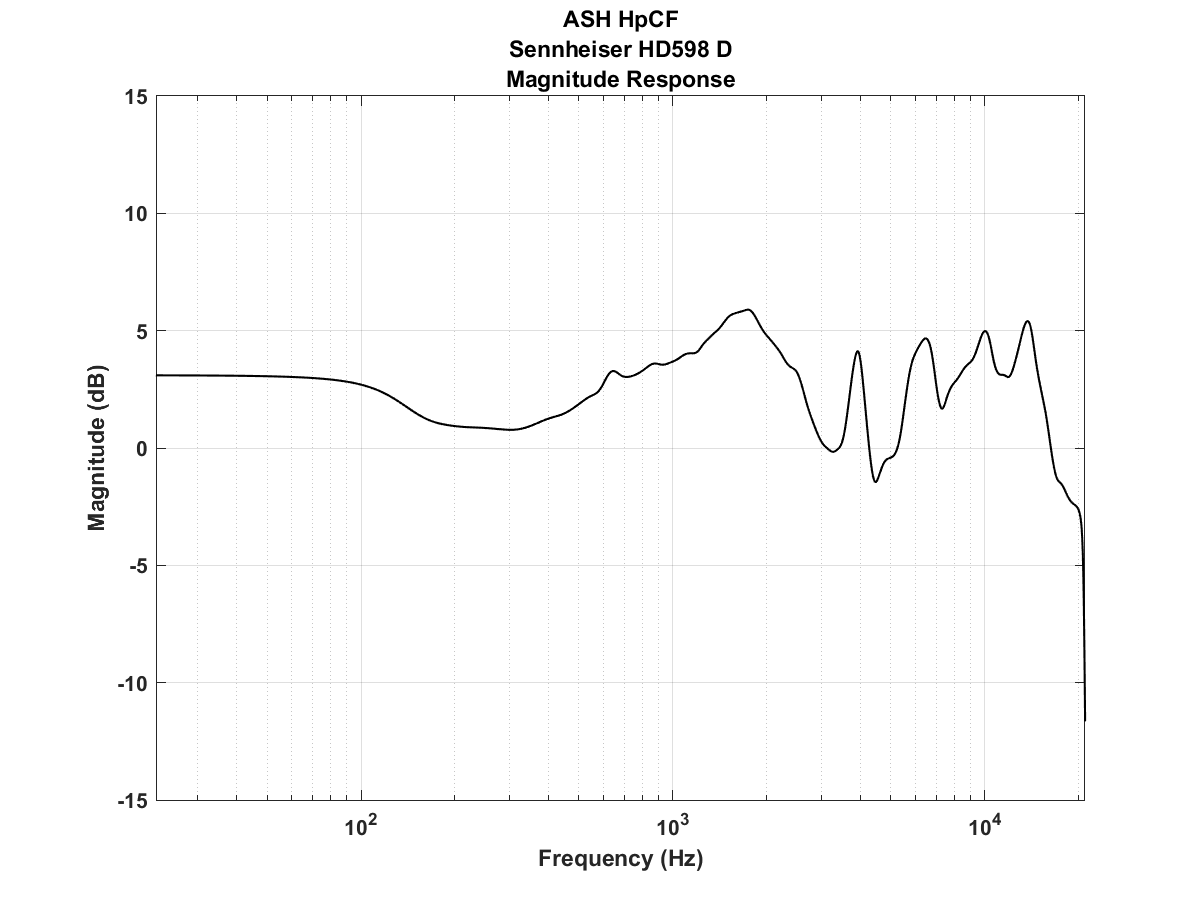 ASH HpCF
Sennheiser HD598 D
Magnitude Response
15
10
5
0
-5
-10
-15
Magnitude (dB)
10² 10³ 10⁴
Frequency (Hz)